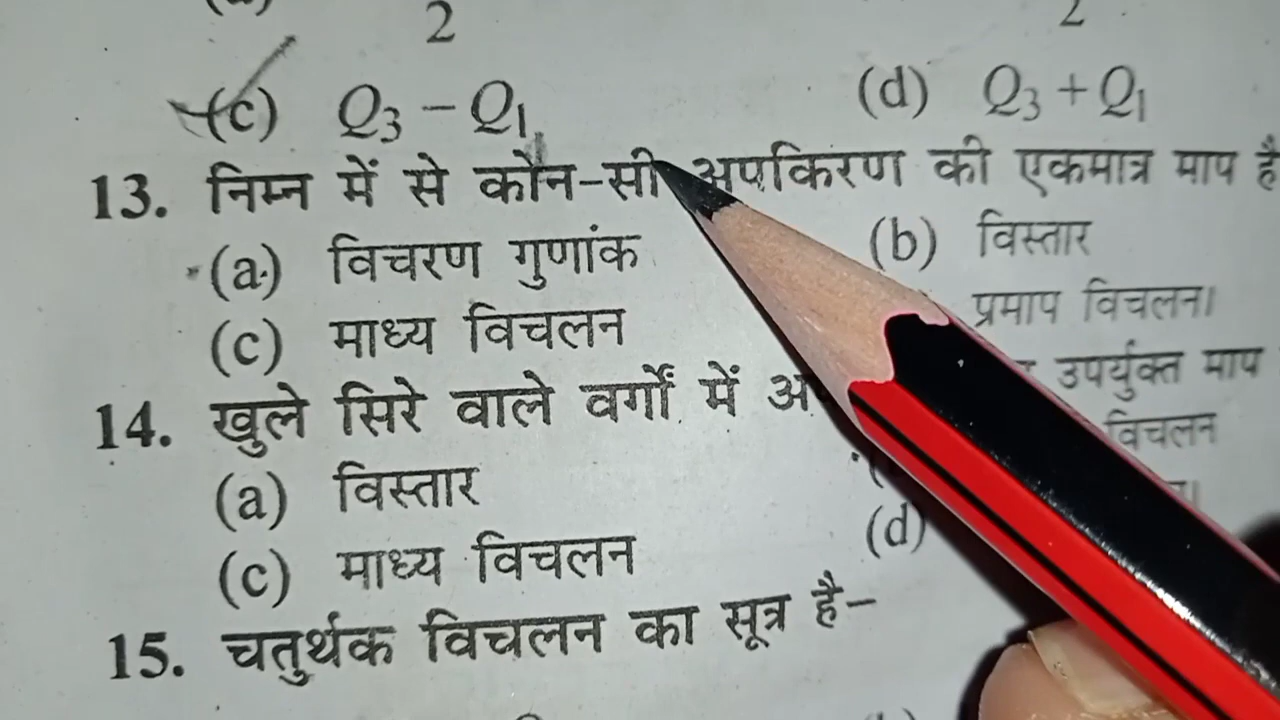 2 2
(c) Q₃ − Q₁ (d) Q₃ + Q₁
13. निम्न में से कौन-सी अपकिरण की एकमात्र माप है
(a) विचरण गुणांक (b) विस्तार
(c) माध्य विचलन प्रमाप विचलन।
14. खुले सिरे वाले वर्गों में उपर्युक्त माप
(a) विस्तार विचलन
(c) माध्य विचलन (d)
15. चतुर्थक विचलन का सूत्र है–